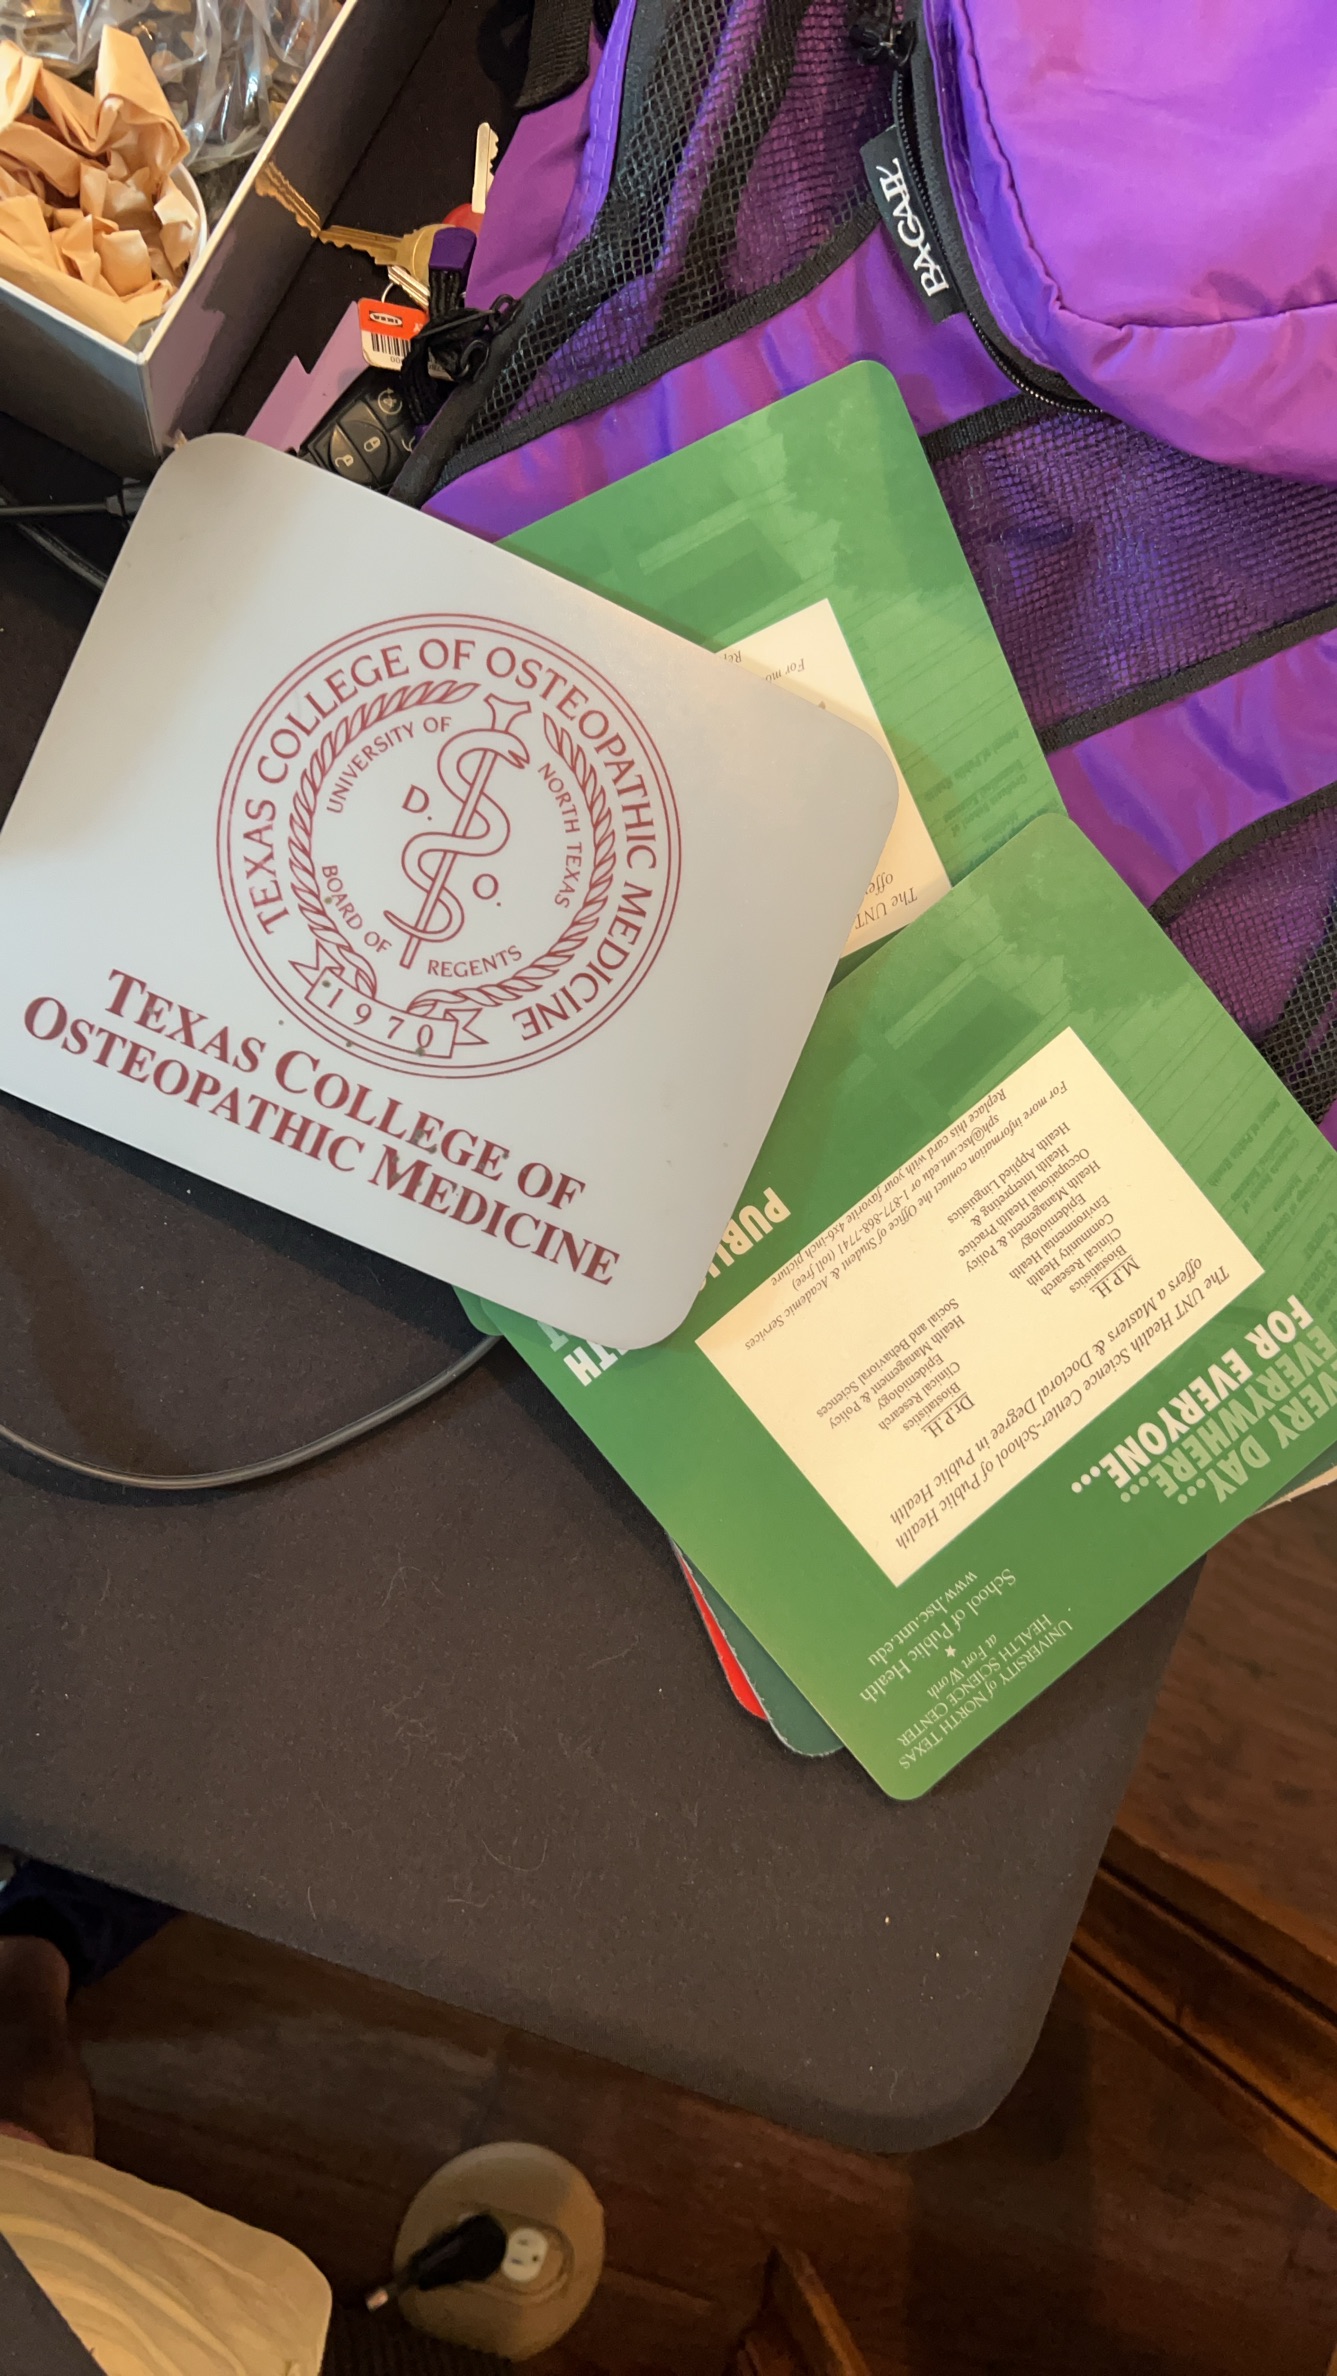 BAGGALL
TEXAS COLLEGE OF OSTEOPATHIC MEDICINE
UNIVERSITY OF
NORTH TEXAS
BOARD OF
REGENTS
D.
O.
1970
TEXAS COLLEGE OF
OSTEOPATHIC MEDICINE
For mo
The UNT
offe
EVERYWHERE...
FOR EVERYONE...
The UNT Health Science Center-School of Public Health
offers a Masters & Doctoral Degree in Public Health
M.P.H.
Biostatistics
Clinical Research
Community Health
Environmental Health
Epidemiology
Health Management & Policy
Occupational Health Practice
Health Interpreting &
Health Applied Linguistics
Dr.P.H.
Biostatistics
Clinical Research
Epidemiology
Health Management & Policy
Social and Behavioral Sciences
For more information contact the Office of Student & Academic Services
sph@hsc.unt.edu or 1-877-868-7741 (toll free)
Replace this card with your favorite 4x6-inch picture
UNIVERSITY of NORTH TEXAS
HEALTH SCIENCE CENTER
at Fort Worth
School of Public Health
www.hsc.unt.edu